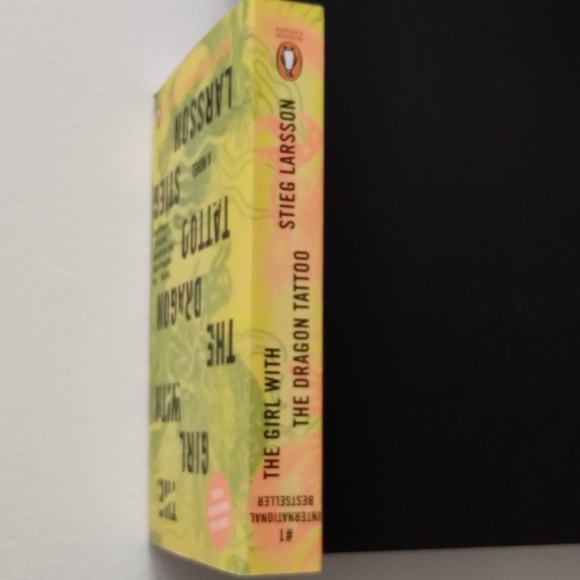 #1
INTERNATIONAL
BESTSELLER
THE GIRL WITH
THE DRAGON TATTOO
STIEG LARSSON
THE
GIRL
WITH
THE
DRAGON
TATTOO
A NOVEL
STIEG
LARSSON